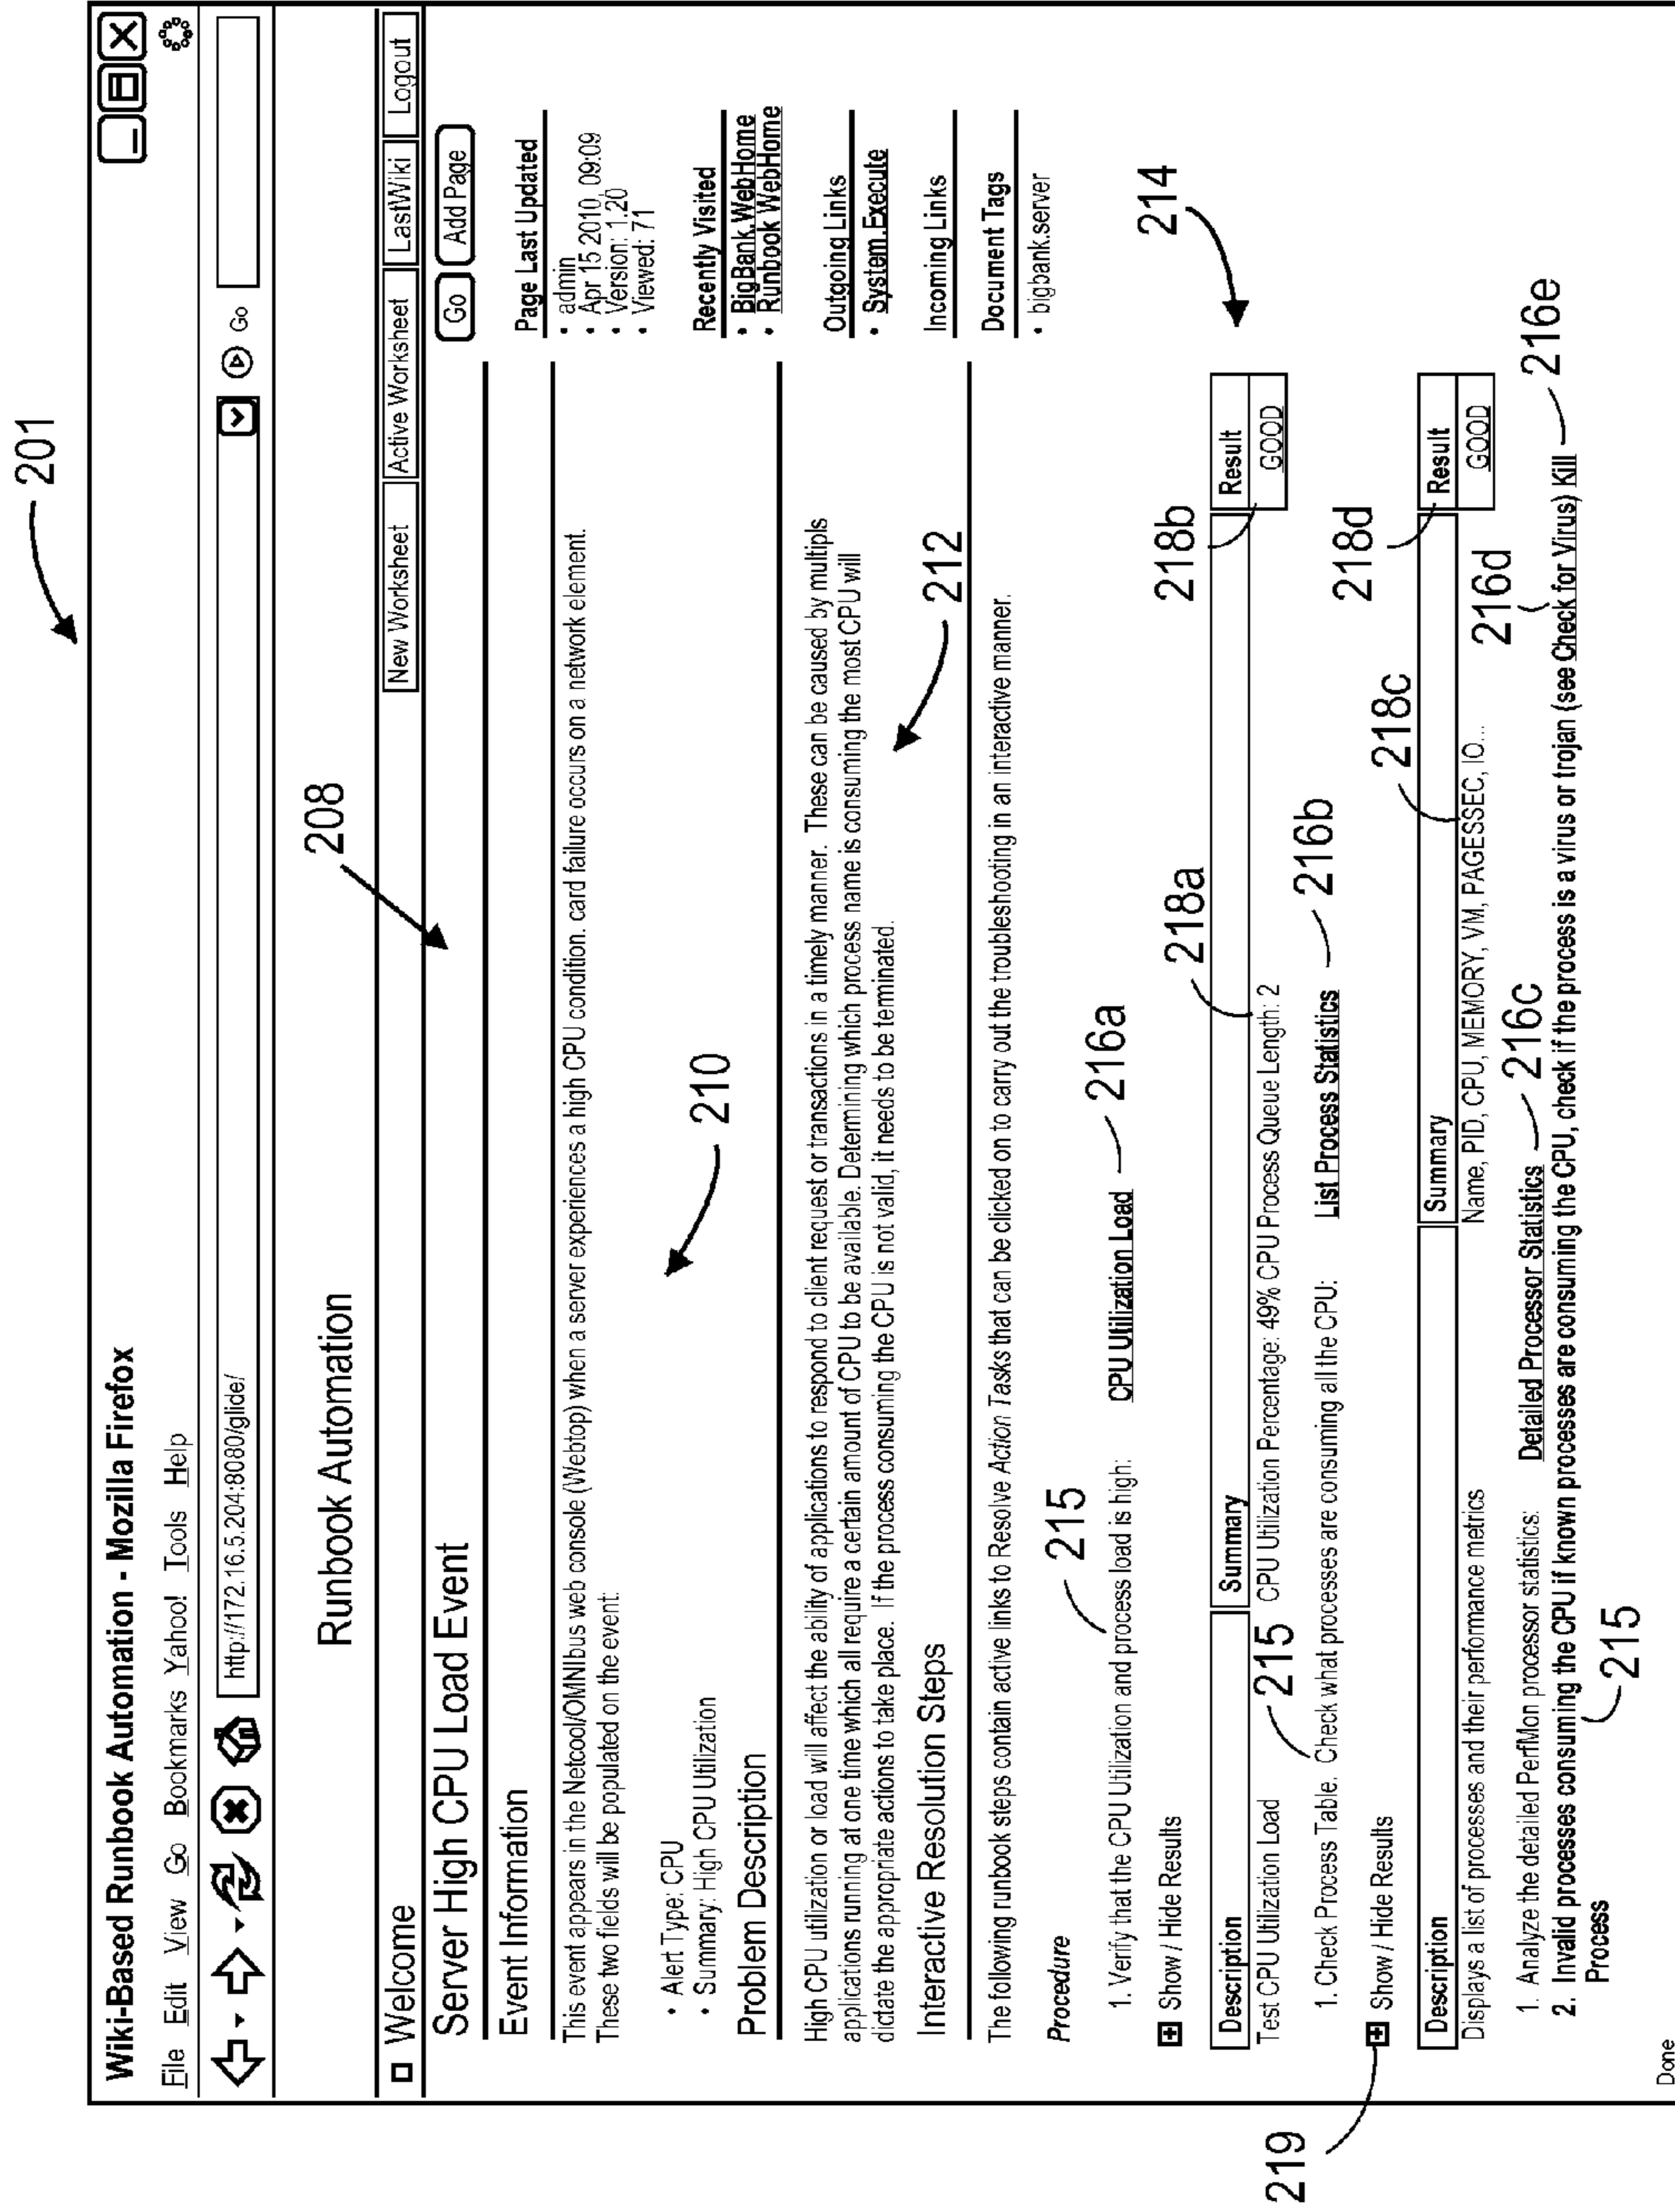 201
Wiki-Based Runbook Automation - Mozilla Firefox
File Edit View Go Bookmarks Yahoo! Tools Help
http://172.16.5.204:8080/glide/
Go
Runbook Automation
208
Welcome
New Worksheet
Active Worksheet
LastWiki
Logout
Server High CPU Load Event
Go
Add Page
Event Information
This event appears in the Netcool/OMNIbus web console (Webtop) when a server experiences a high CPU condition. card failure occurs on a network element.
These two fields will be populated on the event:
210
• Alert Type: CPU
• Summary: High CPU Utilization
Problem Description
High CPU utilization or load will affect the ability of applications to respond to client request or transactions in a timely manner. These can be caused by multipls
applications running at one time which all require a certain amount of CPU to be available. Determining which process name is consuming the most CPU will
dictate the appropriate actions to take place. If the process consuming the CPU is not valid, it needs to be terminated.
212
Interactive Resolution Steps
The following runbook steps contain active links to Resolve Action Tasks that can be clicked on to carry out the troubleshooting in an interactive manner.
Page Last Updated
• admin
• Apr 15 2010, 09:09
• Version: 1.20
• Viewed: 71
Recently Visited
• BigBank.WebHome
• Runbook WebHome
Outgoing Links
• System.Execute
Incoming Links
Document Tags
• bigbank.server
214
Procedure
215
1. Verify that the CPU Utilization and process load is high: CPU Utilization Load
216a
Show / Hide Results
218a
218b
Description Summary Result
Test CPU Utilization Load CPU Utilization Percentage: 49% CPU Process Queue Length: 2 GOOD
215
1. Check Process Table. Check what processes are consuming all the CPU: List Process Statistics
216b
219
Show / Hide Results
218c
218d
Description Summary Result
Displays a list of processes and their performance metrics Name, PID, CPU, MEMORY, VM, PAGESSEC, IO... GOOD
1. Analyze the detailed PerfMon processor statistics: Detailed Processor Statistics
216c
216d
216e
2. Invalid processes consuming the CPU if known processes are consuming the CPU, check if the process is a virus or trojan (see Check for Virus) Kill
Process
215
Done